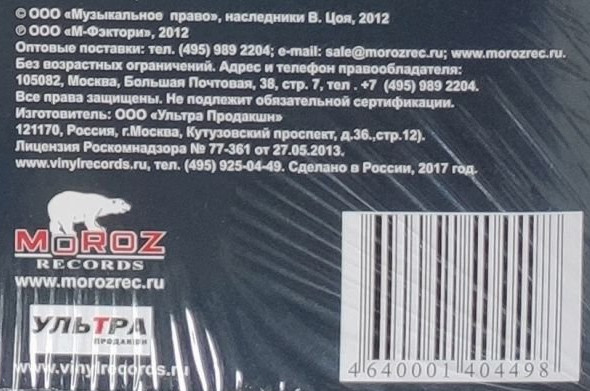 © ООО «Музыкальное право», наследники В. Цоя, 2012
℗ ООО «М-Фэктори», 2012
Оптовые поставки: тел. (495) 989 2204; e-mail: sale@morozrec.ru, www.morozrec.ru.
Без возрастных ограничений. Адрес и телефон правообладателя:
105082, Москва, Большая Почтовая, 38, стр. 7, тел . +7 (495) 989 2204.
Все права защищены. Не подлежит обязательной сертификации.
Изготовитель: ООО «Ультра Продакшн»
121170, Россия, г.Москва, Кутузовский проспект, д.36.,стр.12).
Лицензия Роскомнадзора № 77-361 от 27.05.2013.
www.vinylrecords.ru, тел. (495) 925-04-49. Сделано в России, 2017 год.
MOROZ
RECORDS
www.morozrec.ru
УЛЬТРА
ПРОДАКШН
www.vinylrecords.ru
4 640001 404498